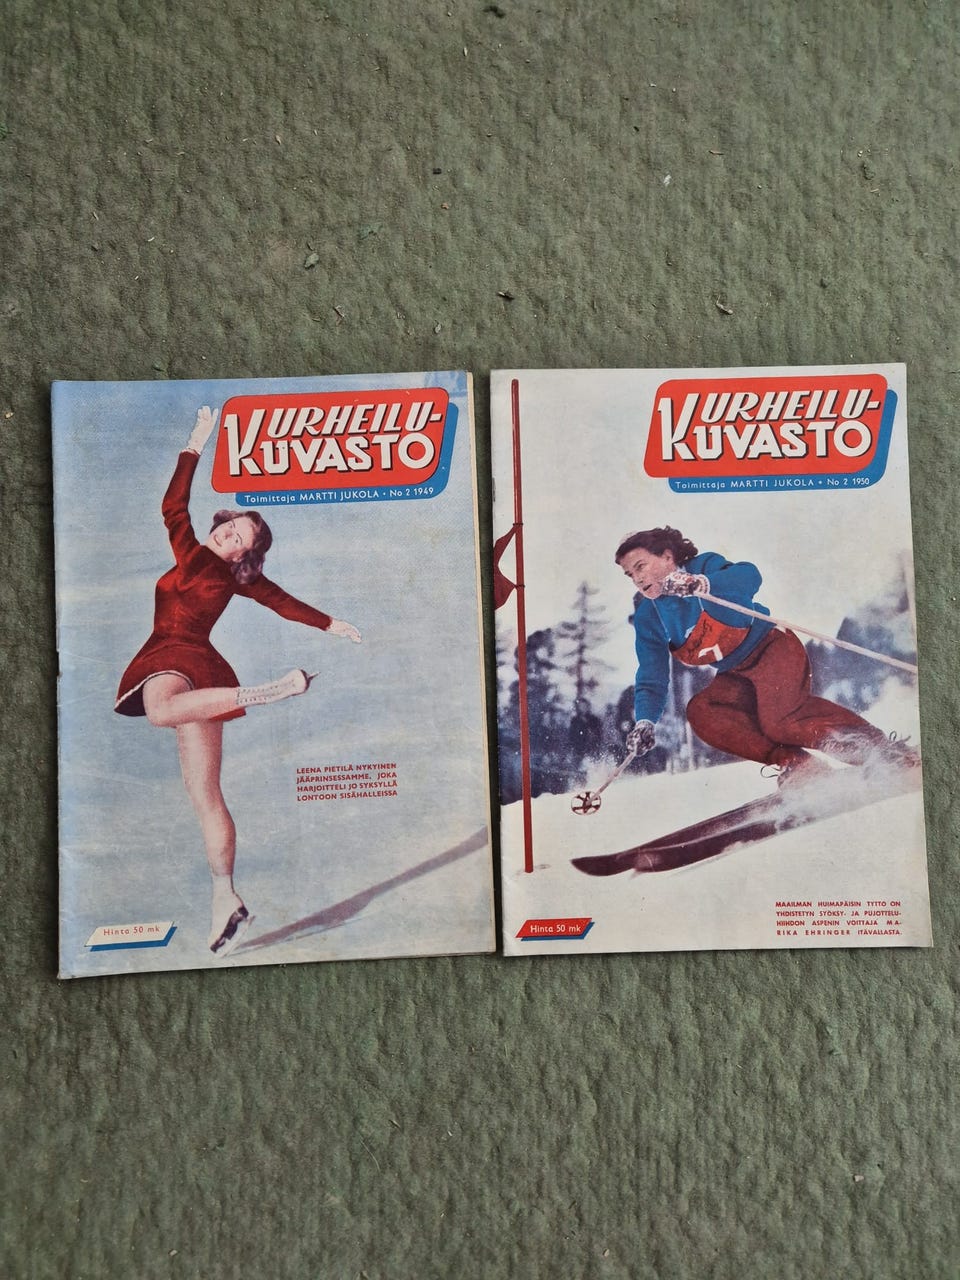 KURHEILU-
KUVASTO
Toimittaja MARTTI JUKOLA • No 2 1949
LEENA PIETILÄ NYKYINEN
JÄÄPRINSESSAMME, JOKA
HARJOITTELI JO SYKSYLLÄ
LONTOON SISÄHALLEISSA
Hinta 50 mk
URHEILU-
KUVASTO
Toimittaja MARTTI JUKOLA • No 2 1950
MAAILMAN HUIMAPÄISIN TYTTÖ ON
YHDISTETYN SYÖKSY- JA PUJOTTELU-
HIIHDON ASPENIN VOITTAJA MA-
RIKA EHRINGER ITÄVALLASTA.
Hinta 50 mk